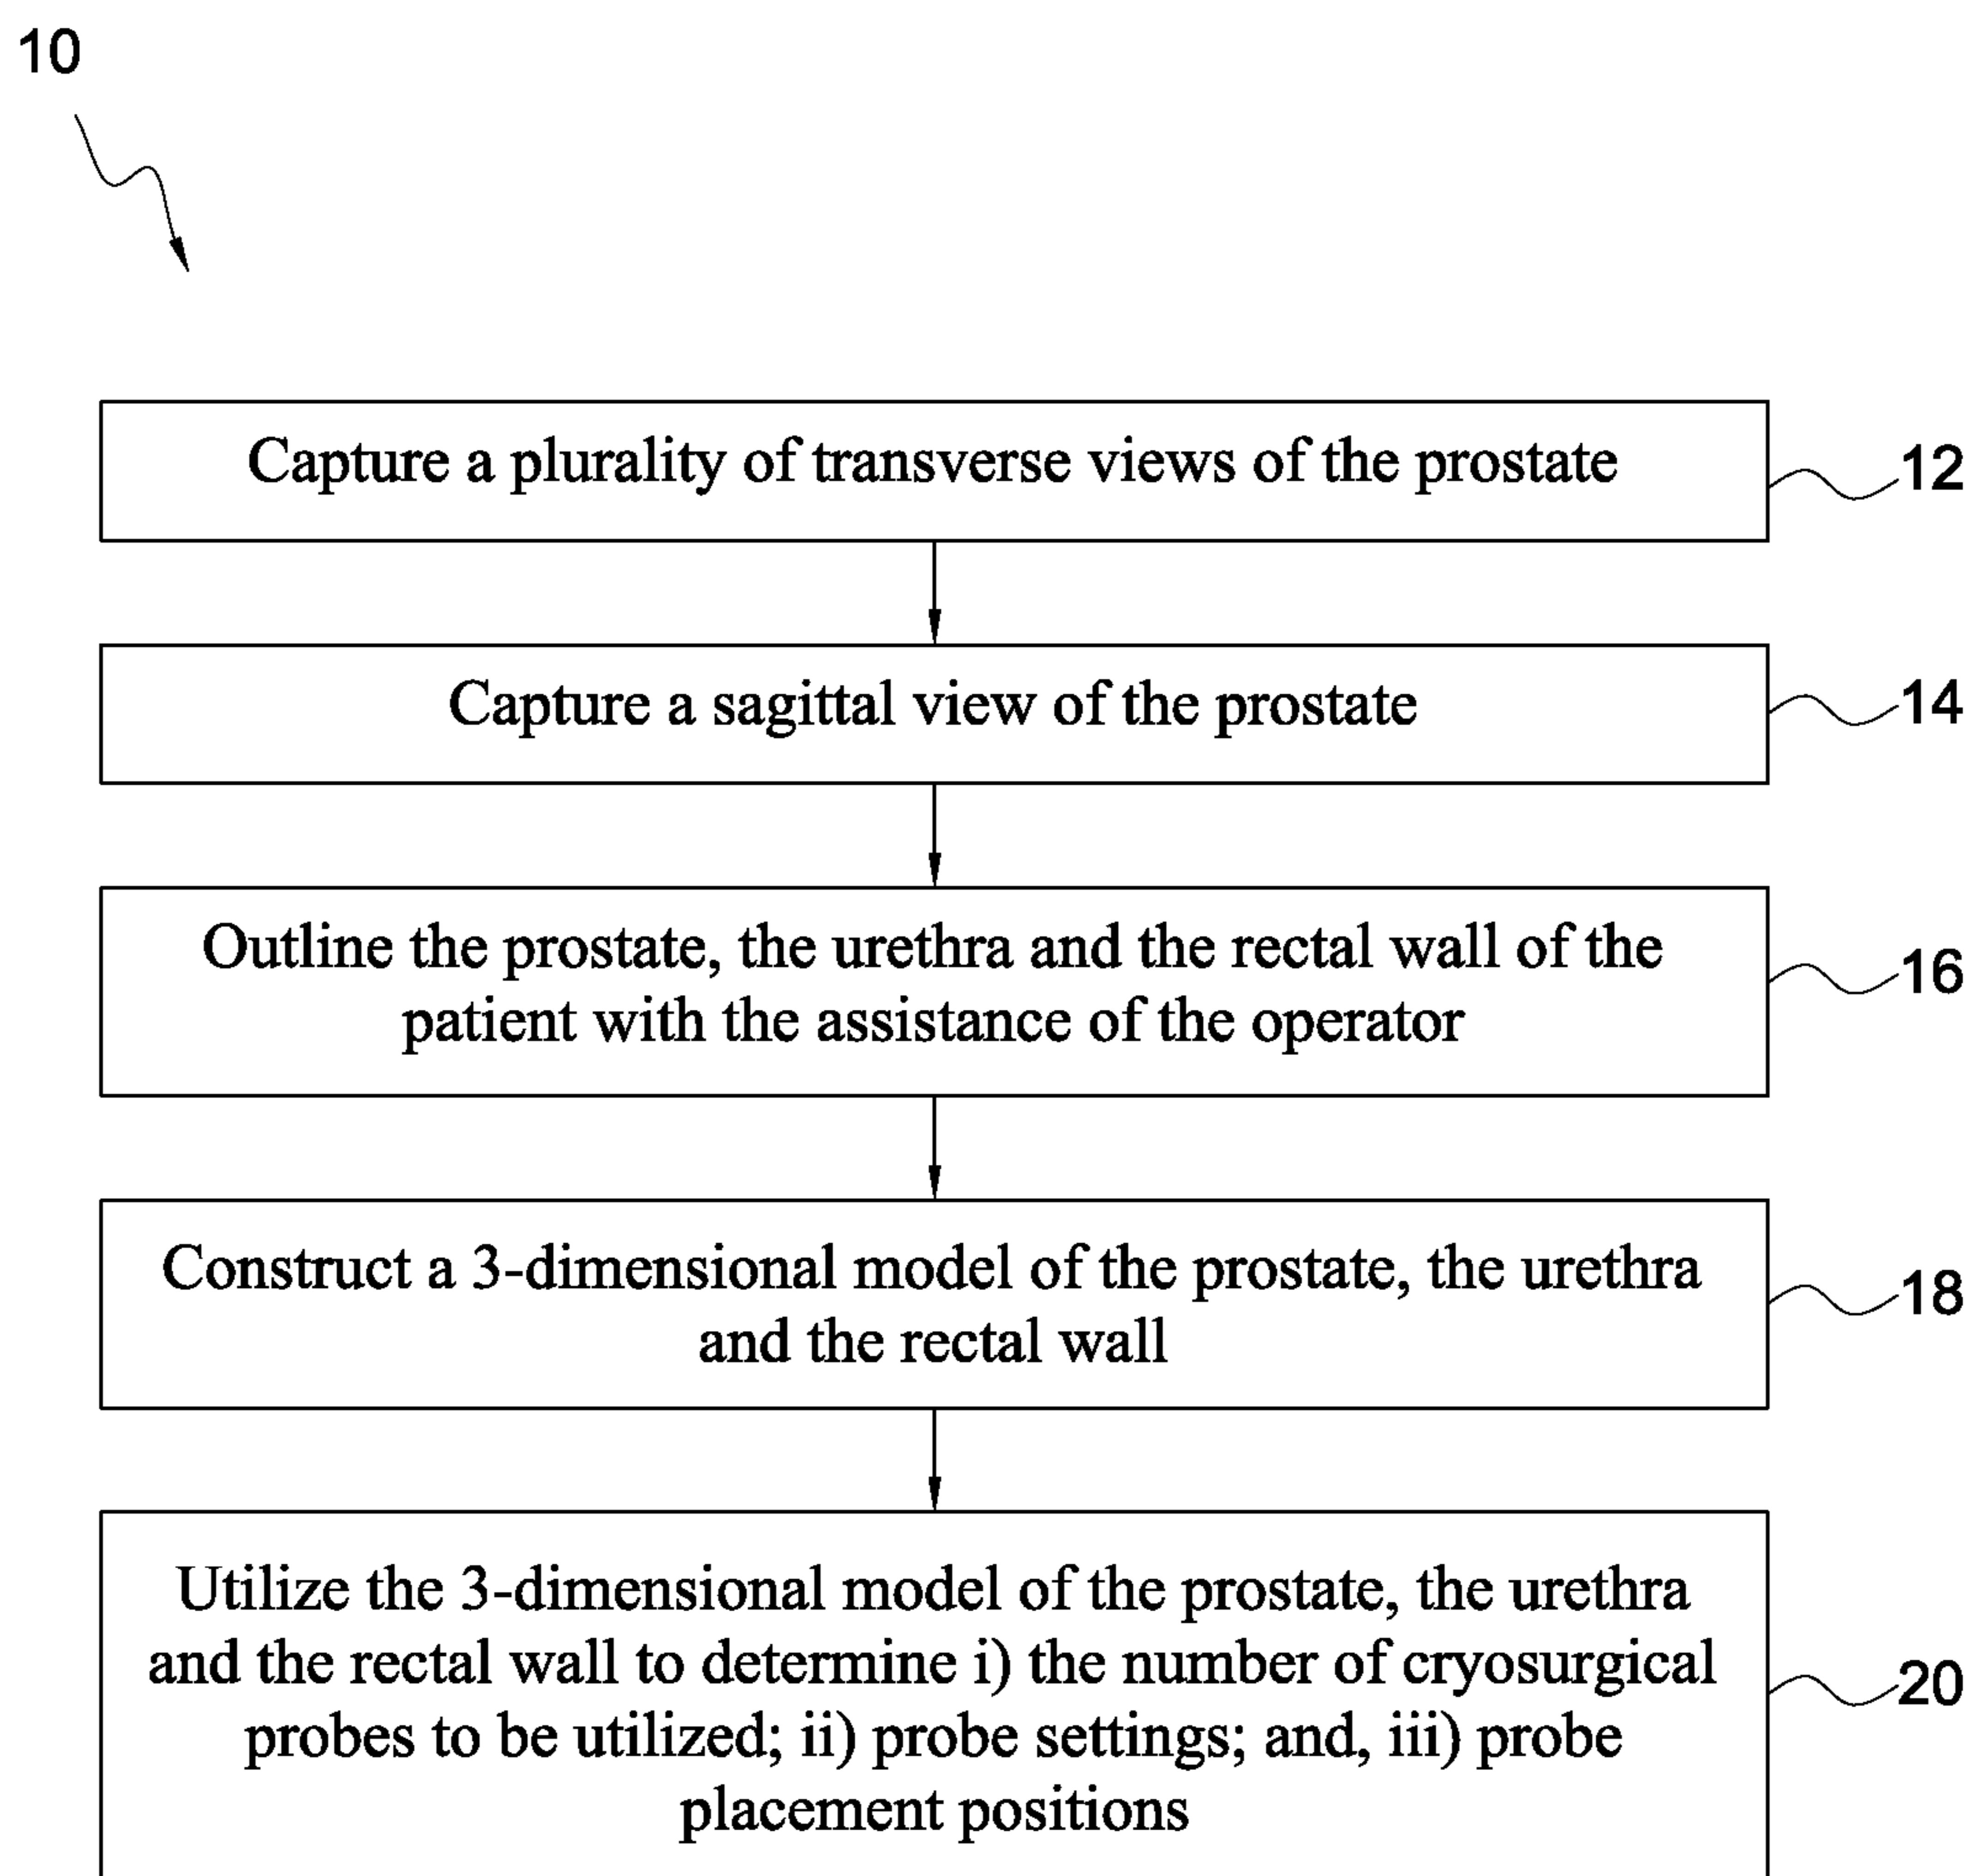 10
Capture a plurality of transverse views of the prostate
12
Capture a sagittal view of the prostate
14
Outline the prostate, the urethra and the rectal wall of the
patient with the assistance of the operator
16
Construct a 3-dimensional model of the prostate, the urethra
and the rectal wall
18
Utilize the 3-dimensional model of the prostate, the urethra
and the rectal wall to determine i) the number of cryosurgical
probes to be utilized; ii) probe settings; and, iii) probe
placement positions
20